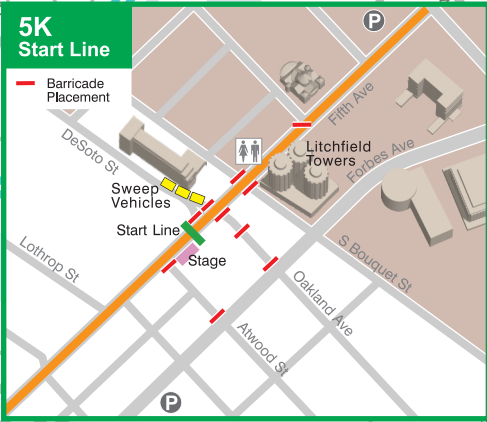 5K
Start Line
Barricade
Placement
P
Fifth Ave
DeSoto St
Litchfield
Towers
Forbes Ave
Sweep
Vehicles
Start Line
Stage
Lothrop St
S Bouquet St
Oakland Ave
Atwood St
P